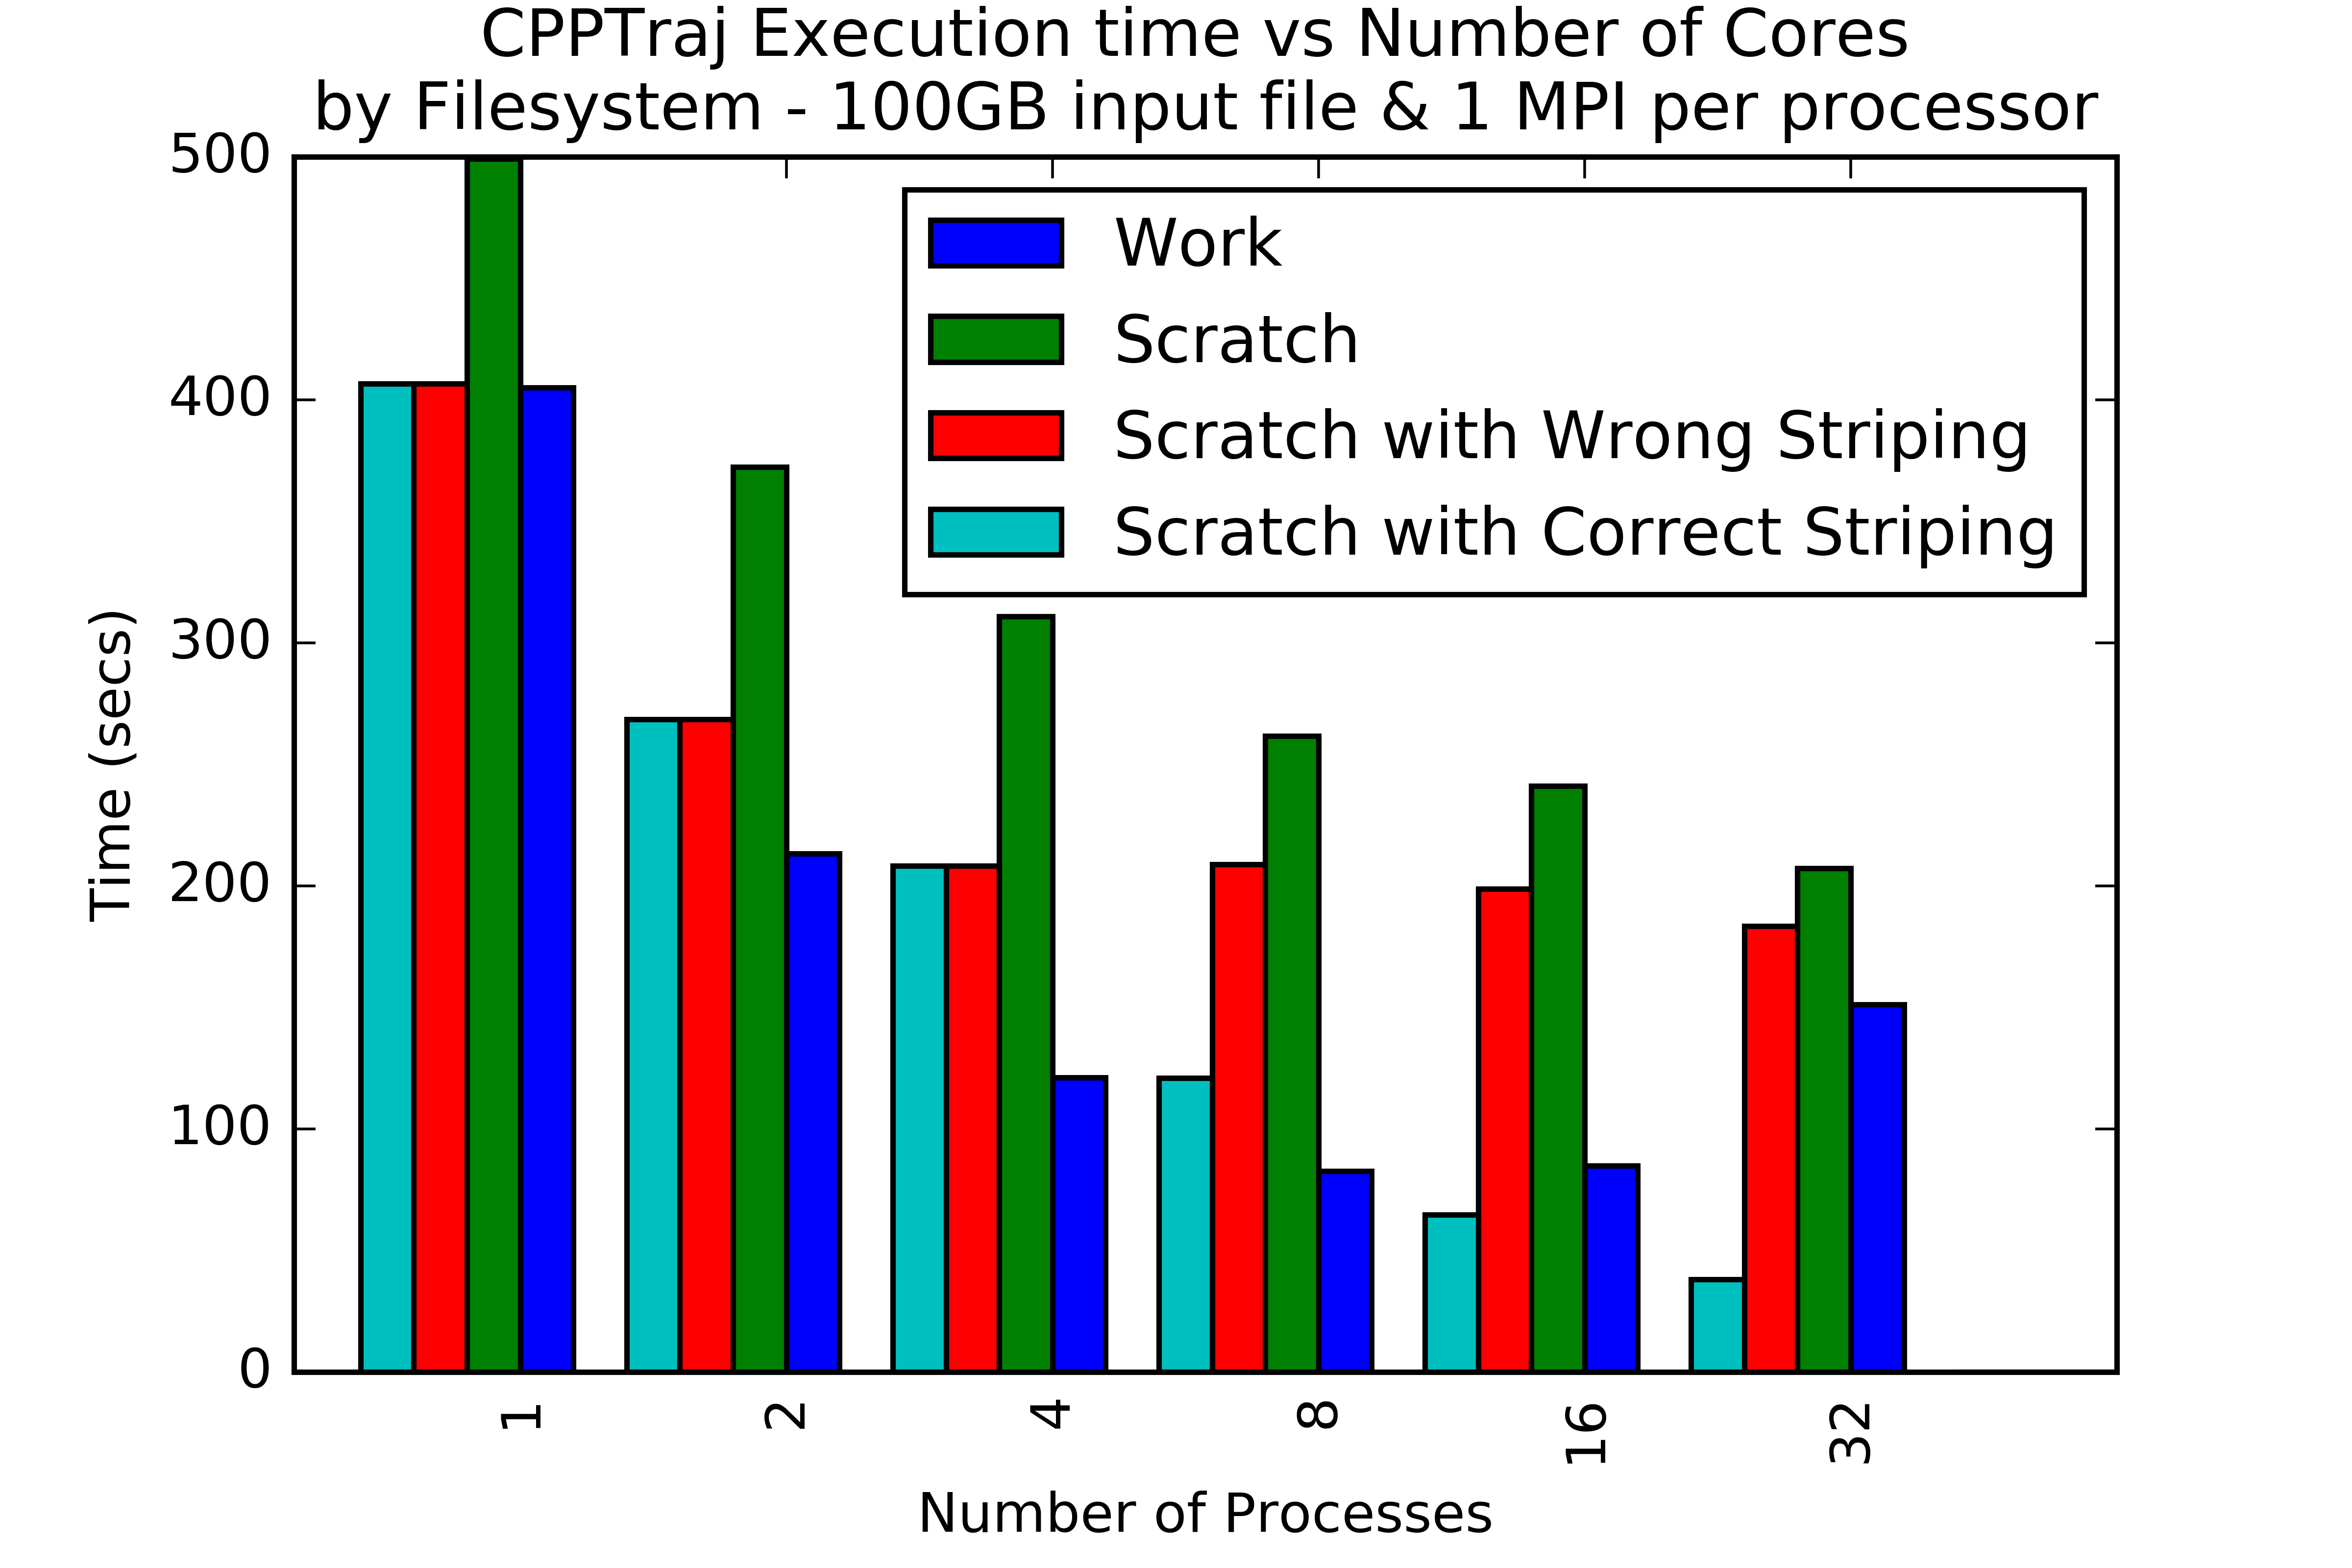 CPPTraj Execution time vs Number of Cores
by Filesystem - 100GB input file & 1 MPI per processor
500
400
300
200
100
0
Time (secs)
Work
Scratch
Scratch with Wrong Striping
Scratch with Correct Striping
1
2
4
8
16
32
Number of Processes